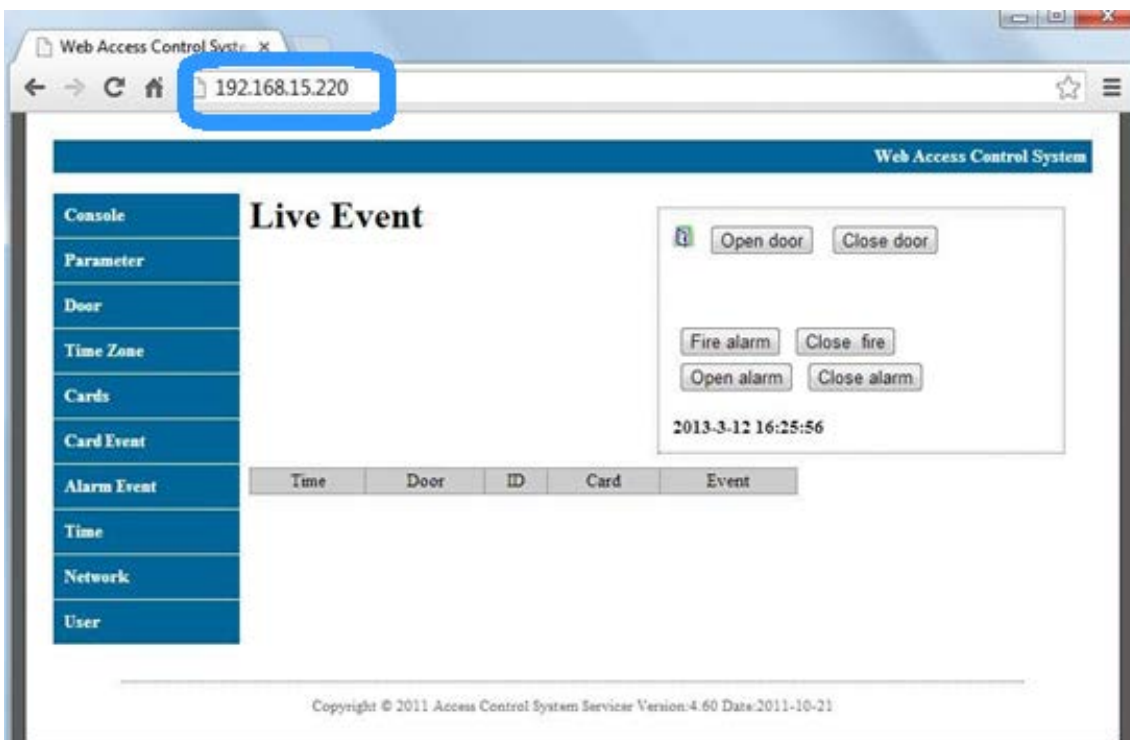 Web Access Control Syste
192.168.15.220
Web Access Control System
Console
Parameter
Door
Time Zone
Cards
Card Event
Alarm Event
Time
Network
User
Live Event
Open door Close door
Fire alarm Close fire
Open alarm Close alarm
2013-3-12 16:25:56
Time Door ID Card Event
Copyright © 2011 Access Control System Servicer Version:4.60 Date:2011-10-21